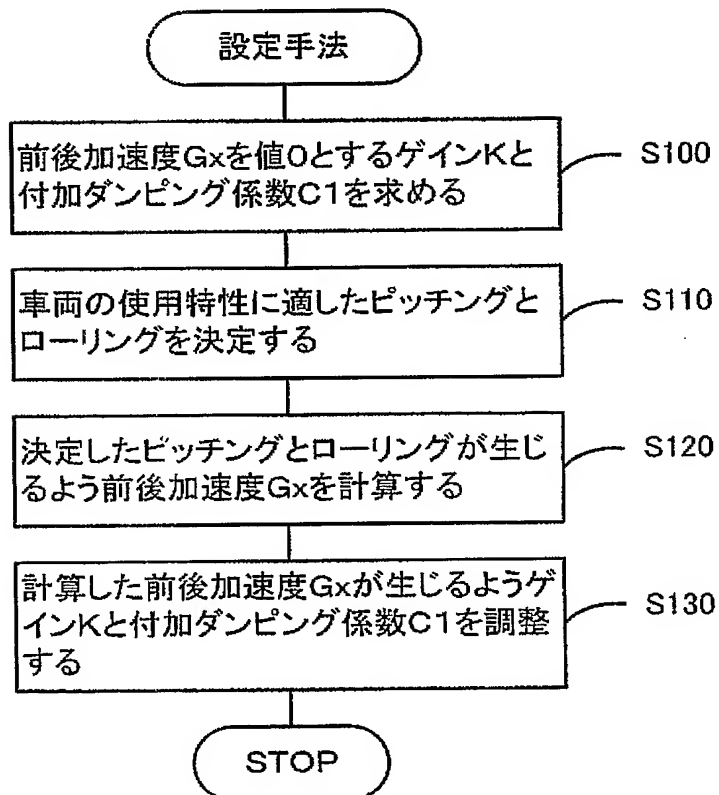 設定手法
前後加速度Gxを値0とするゲインKと
付加ダンピング係数C1を求める
S100
車両の使用特性に適したピッチングと
ローリングを決定する
S110
決定したピッチングとローリングが生じ
るよう前後加速度Gxを計算する
S120
計算した前後加速度Gxが生じるようゲ
インKと付加ダンピング係数C1を調整
する
S130
STOP